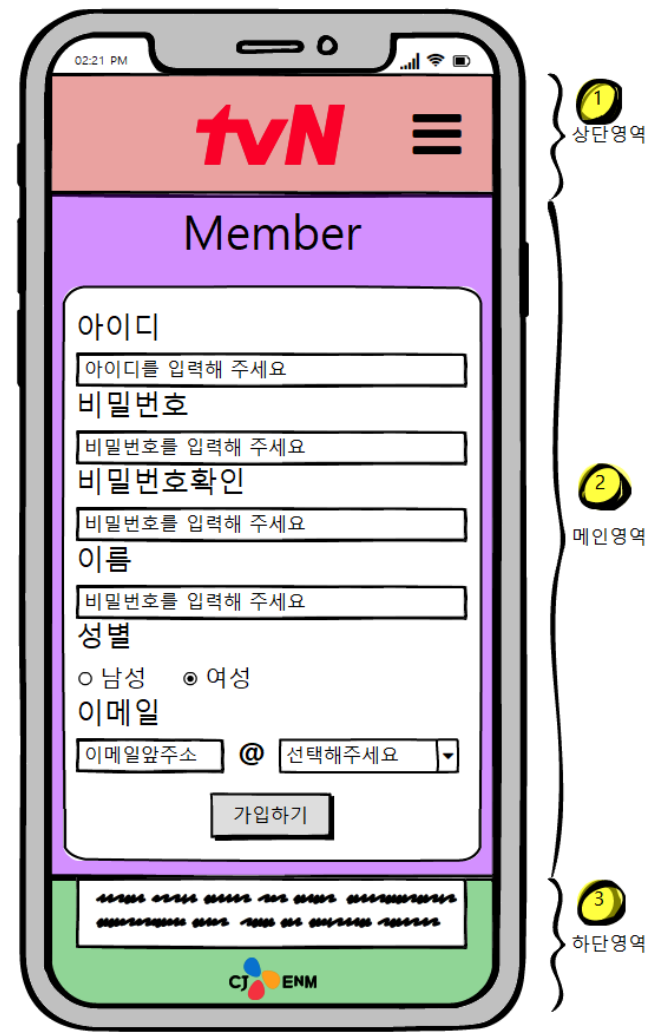 02:21 PM
tvN
1
상단영역
Member
아이디
아이디를 입력해 주세요
비밀번호
비밀번호를 입력해 주세요
비밀번호확인
비밀번호를 입력해 주세요
이름
비밀번호를 입력해 주세요
2
메인영역
성별
남성 여성
이메일
이메일앞주소 @ 선택해주세요
가입하기
3
하단영역
CJ ENM